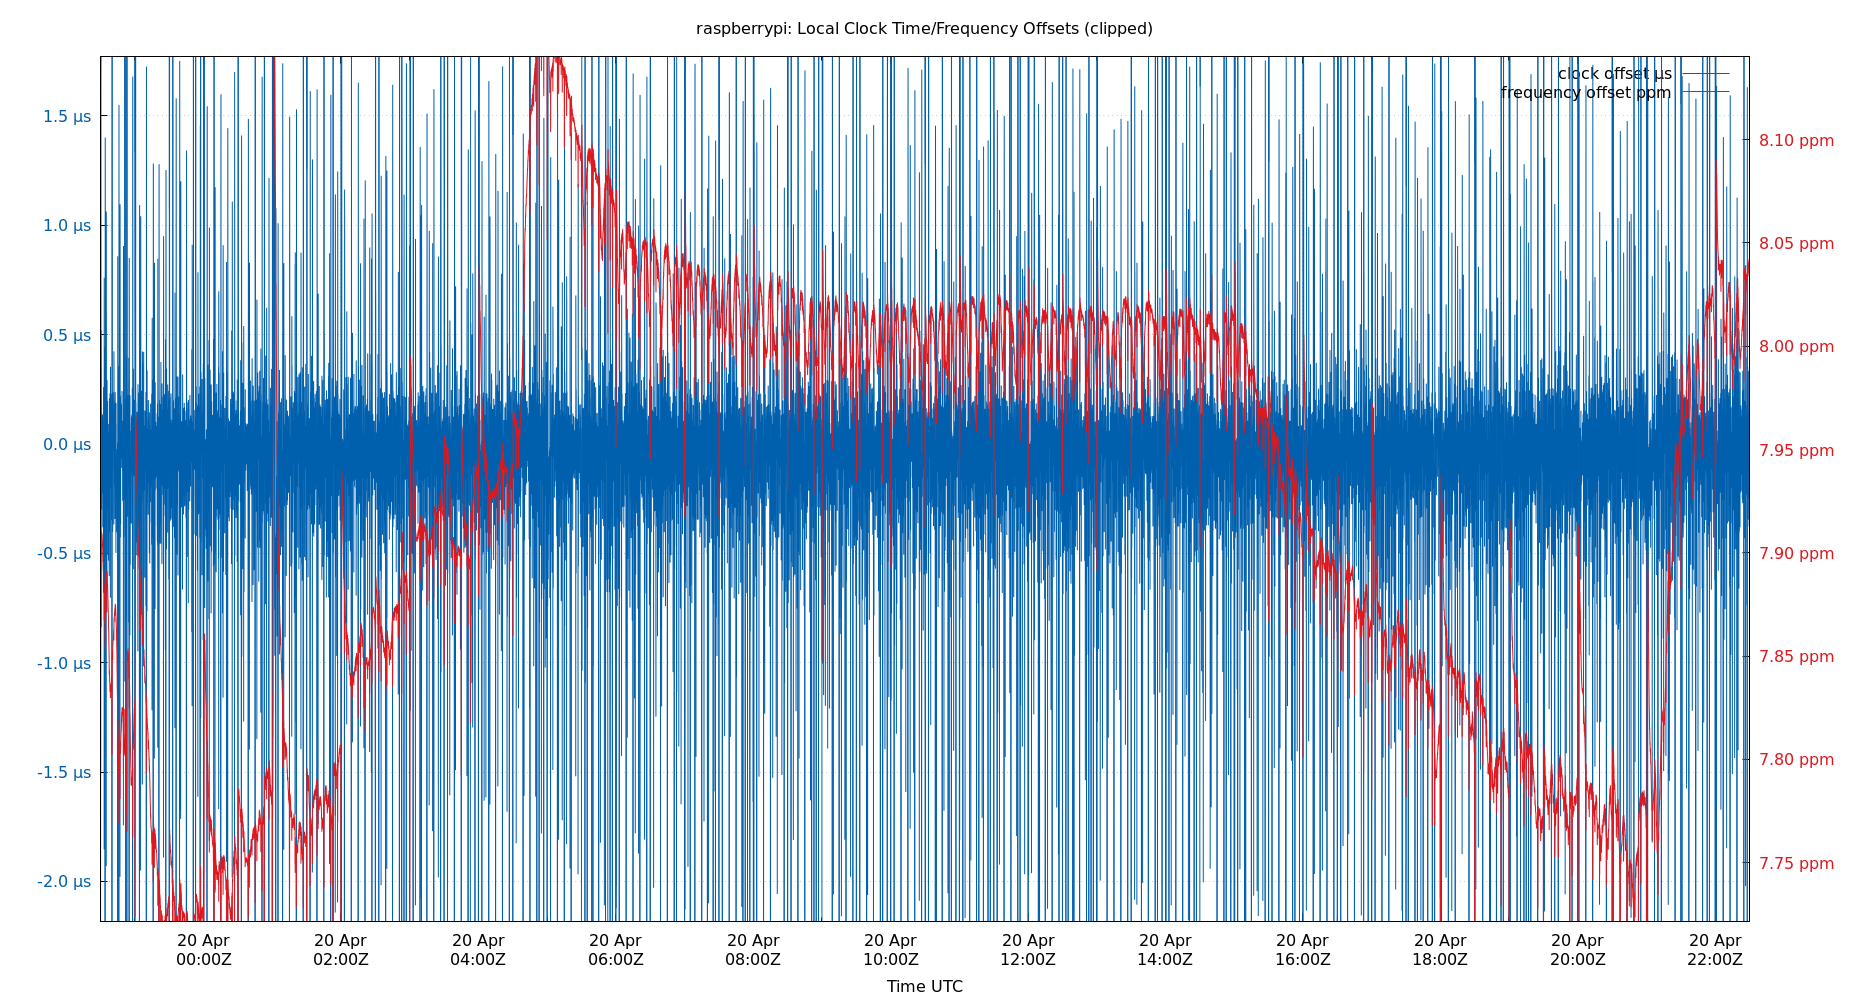 raspberrypi: Local Clock Time/Frequency Offsets (clipped)
clock offset µs
frequency offset ppm
1.5 µs
1.0 µs
0.5 µs
0.0 µs
-0.5 µs
-1.0 µs
-1.5 µs
-2.0 µs
8.10 ppm
8.05 ppm
8.00 ppm
7.95 ppm
7.90 ppm
7.85 ppm
7.80 ppm
7.75 ppm
20 Apr 20 Apr 20 Apr 20 Apr 20 Apr 20 Apr 20 Apr 20 Apr 20 Apr 20 Apr 20 Apr 20 Apr
00:00Z 02:00Z 04:00Z 06:00Z 08:00Z 10:00Z 12:00Z 14:00Z 16:00Z 18:00Z 20:00Z 22:00Z
Time UTC